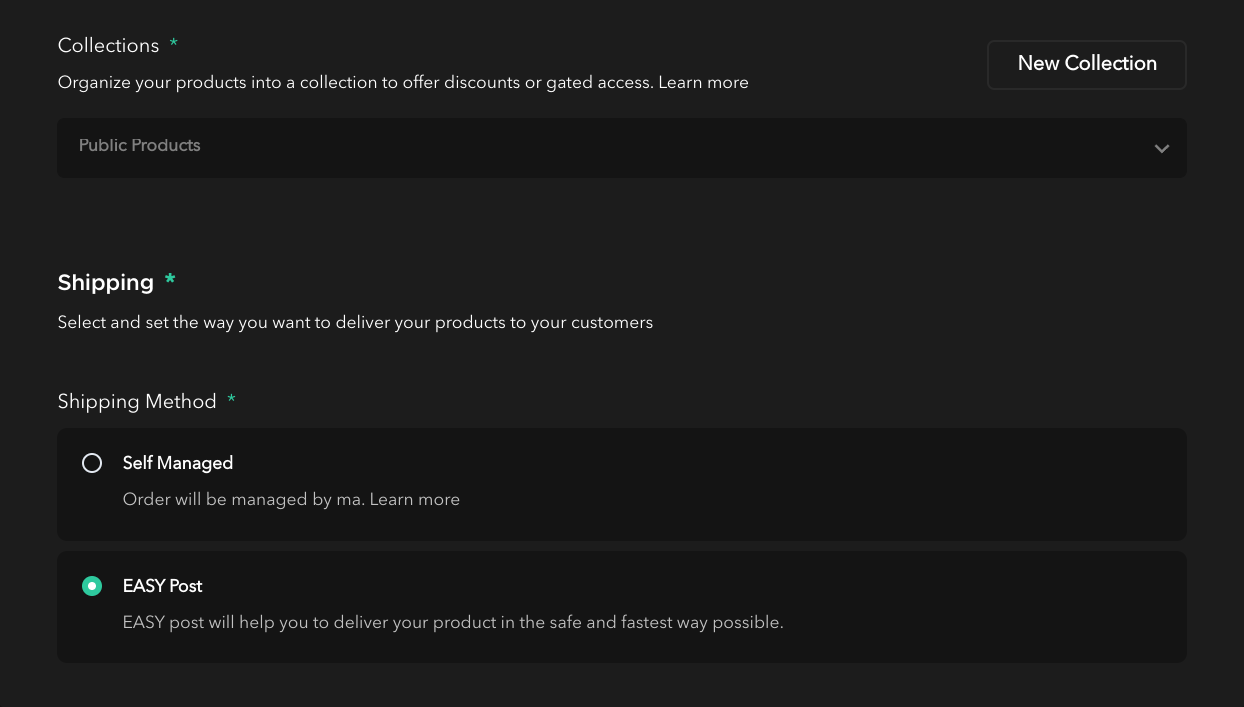 Collections *
New Collection
Organize your products into a collection to offer discounts or gated access. Learn more
Public Products
Shipping *
Select and set the way you want to deliver your products to your customers
Shipping Method *
Self Managed
Order will be managed by ma. Learn more
EASY Post
EASY post will help you to deliver your product in the safe and fastest way possible.